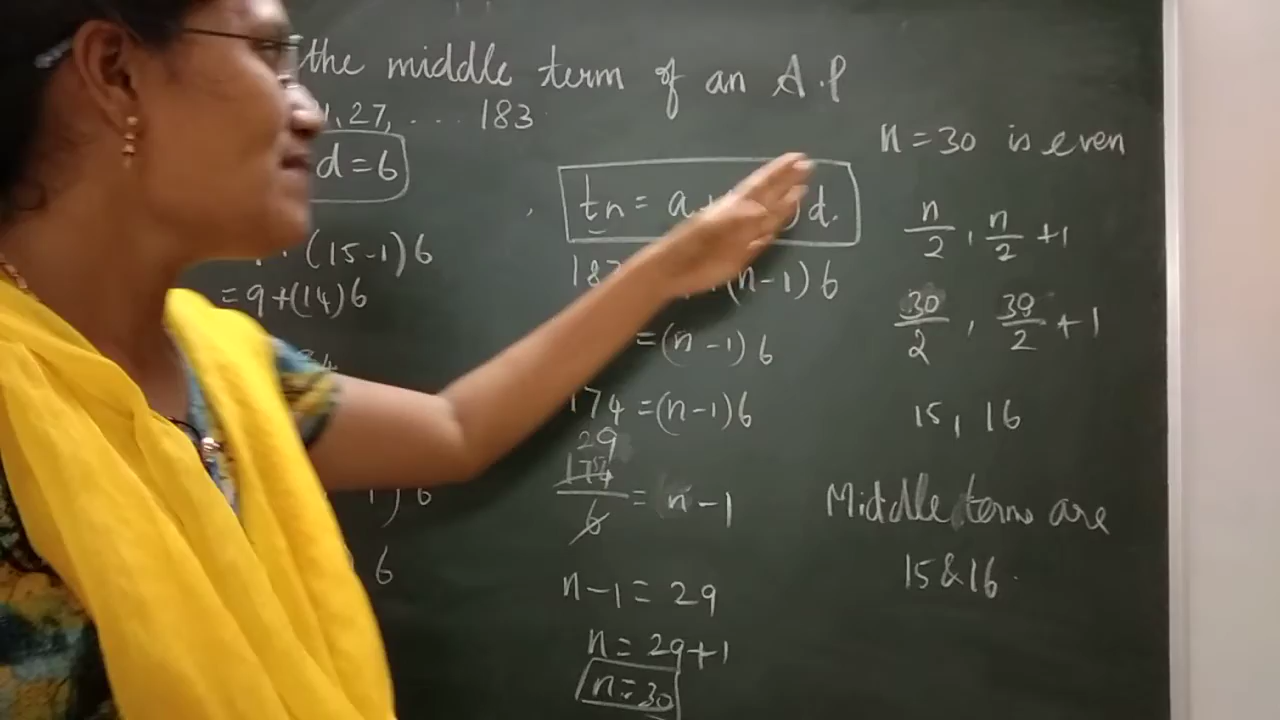 the middle term of an A.P
, 27, .... 183
d = 6
(15-1)6
= 9+(14)6
6
6
tn = a d.
(n-1)6
= (n-1)6
174 = (n-1)6
29
174
6 = n-1
n-1 = 29
n = 29+1
n = 30
n = 30 is even
n/2 , n/2 +1
30/2 , 30/2 +1
15, 16
Middle terms are
15 & 16.